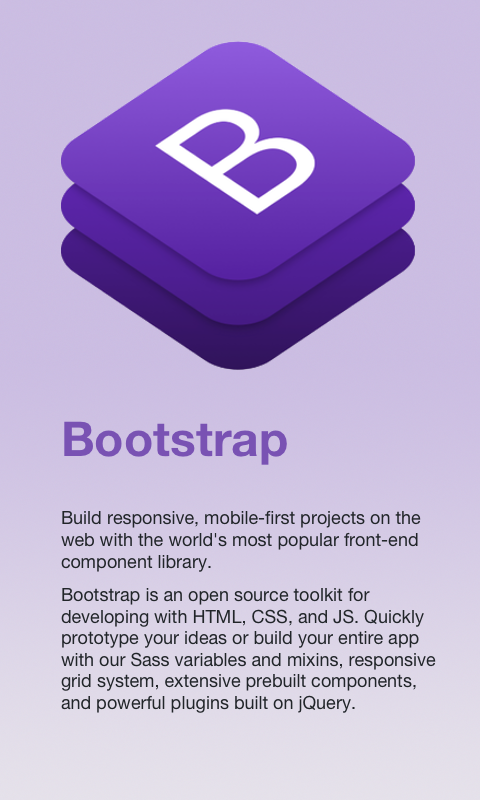 B
Bootstrap
Build responsive, mobile-first projects on the
web with the world's most popular front-end
component library.
Bootstrap is an open source toolkit for
developing with HTML, CSS, and JS. Quickly
prototype your ideas or build your entire app
with our Sass variables and mixins, responsive
grid system, extensive prebuilt components,
and powerful plugins built on jQuery.